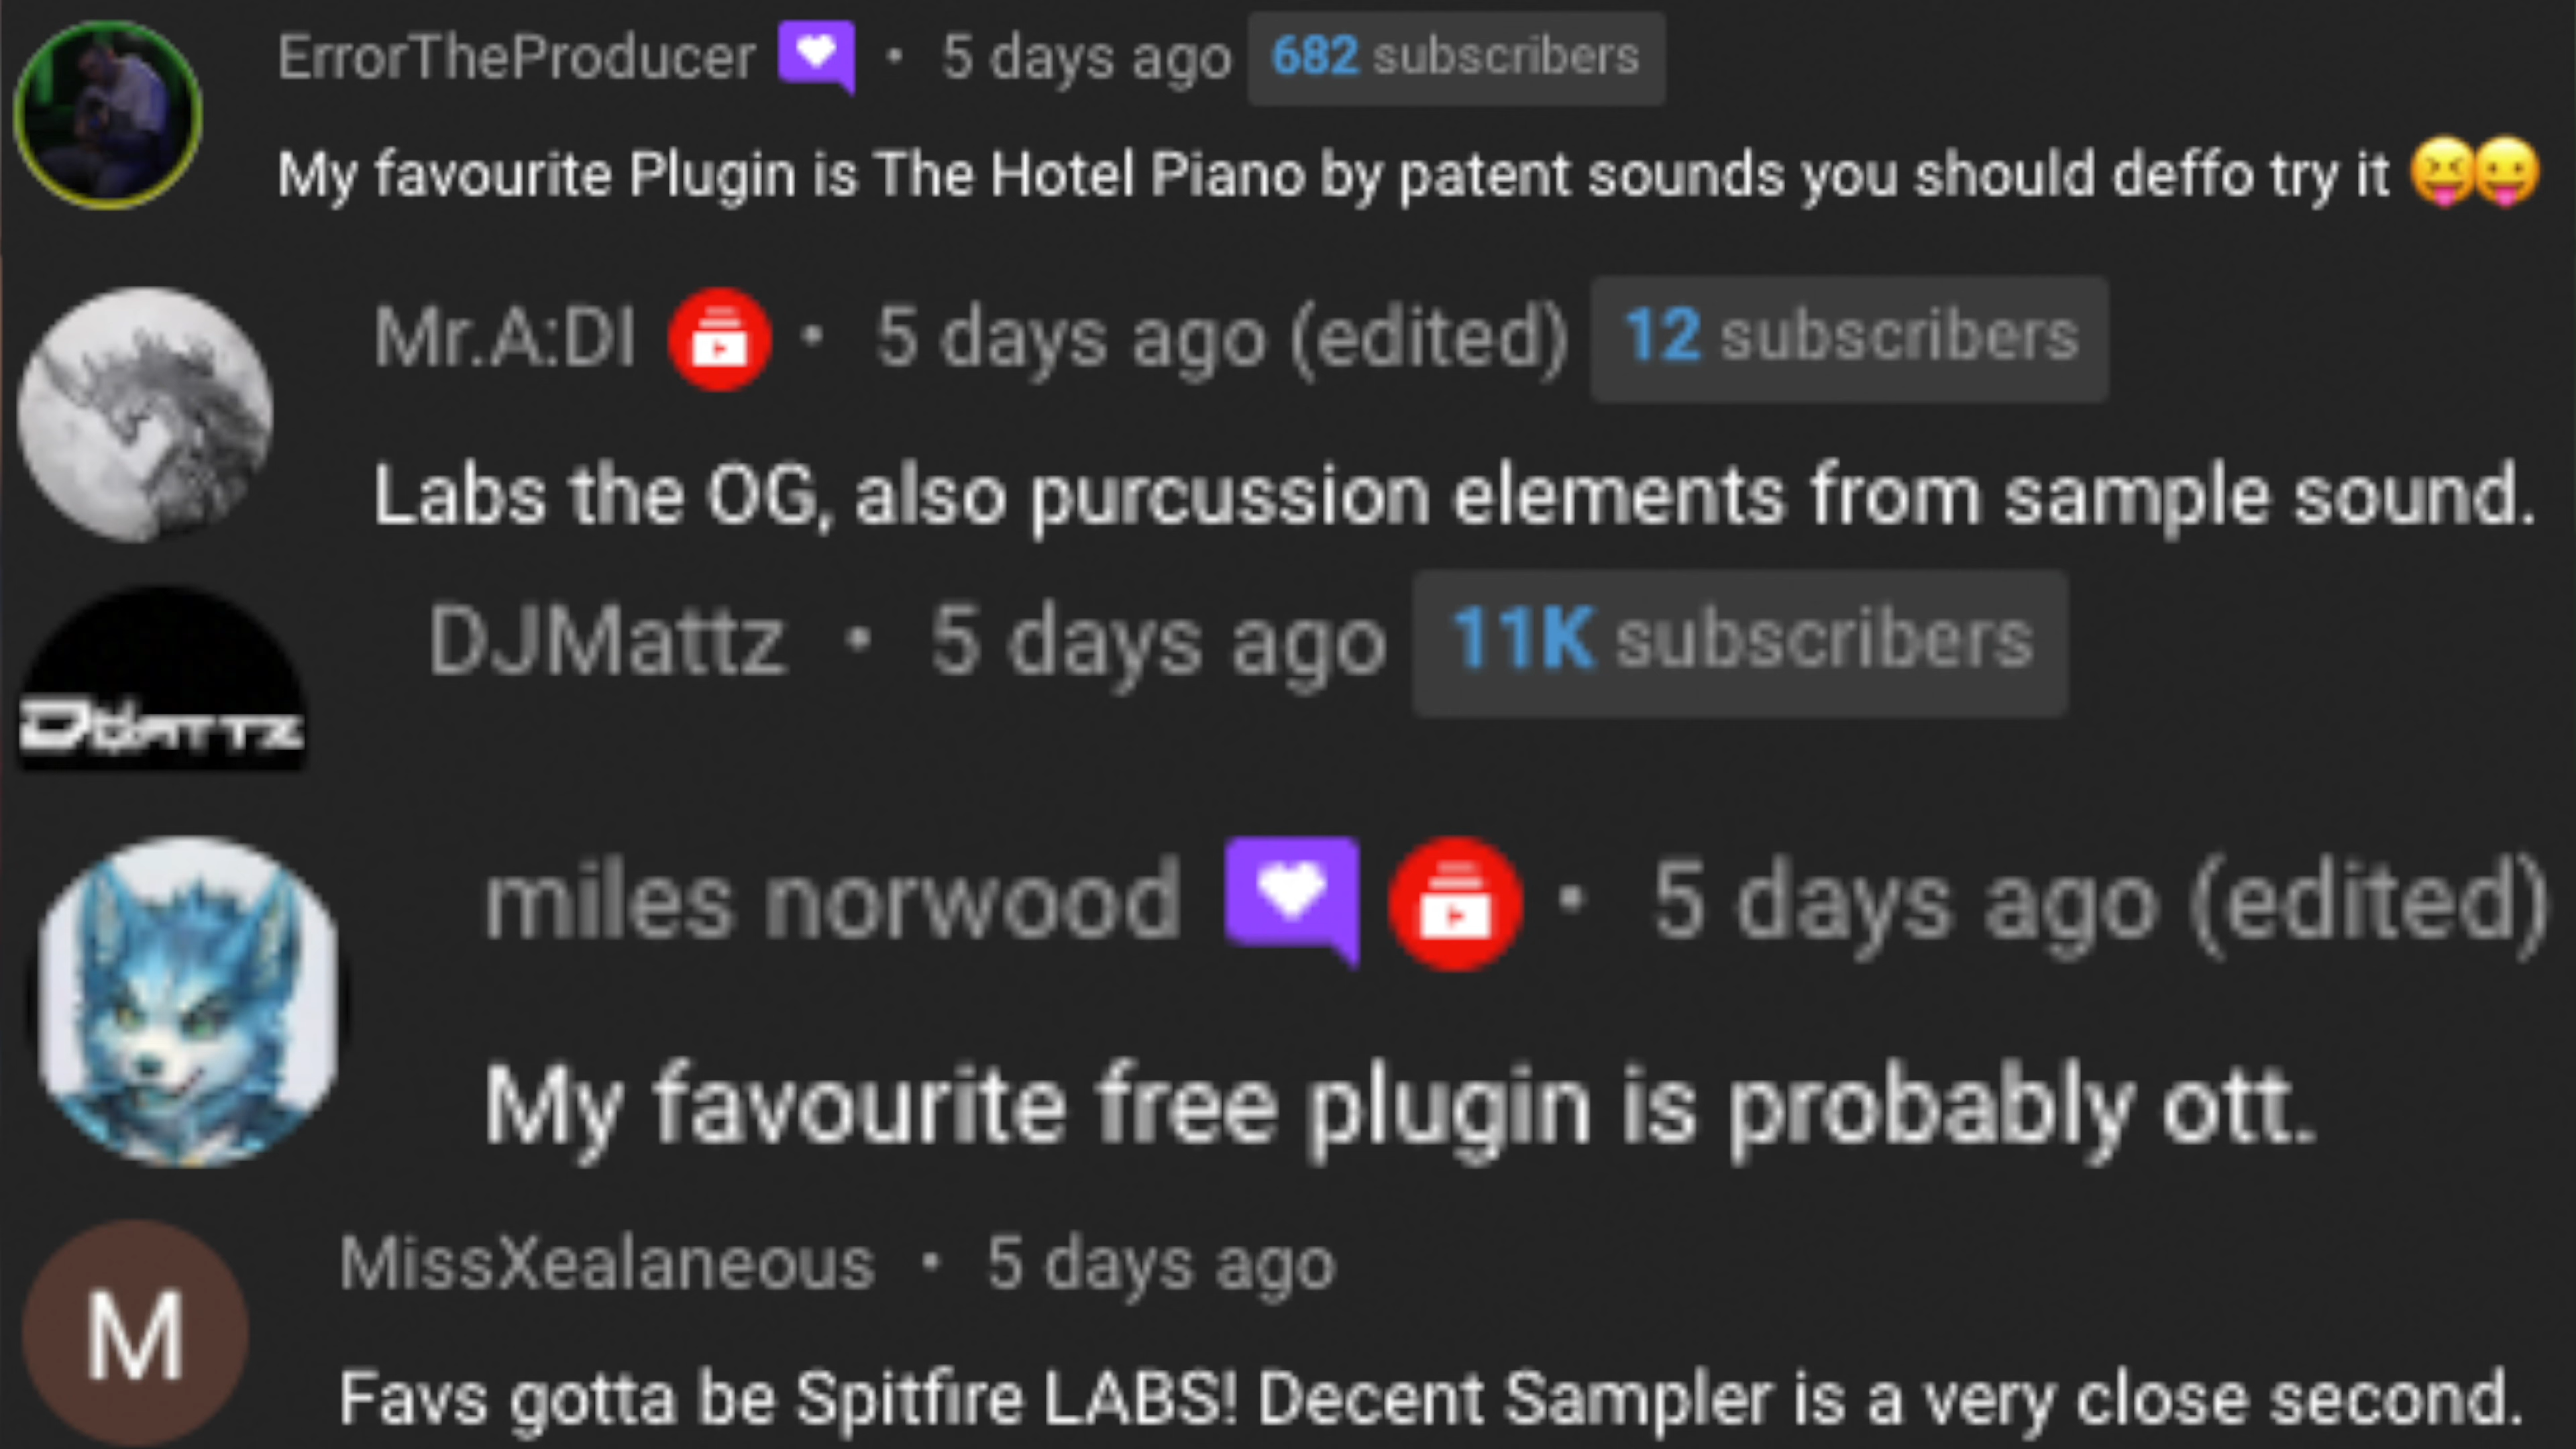 ErrorTheProducer • 5 days ago 682 subscribers
My favourite Plugin is The Hotel Piano by patent sounds you should deffo try it 😝😛
Mr.A:DI • 5 days ago (edited) 12 subscribers
Labs the OG, also purcussion elements from sample sound.
DJMattz • 5 days ago 11K subscribers
miles norwood • 5 days ago (edited)
My favourite free plugin is probably ott.
MissXealaneous • 5 days ago
M
Favs gotta be Spitfire LABS! Decent Sampler is a very close second.